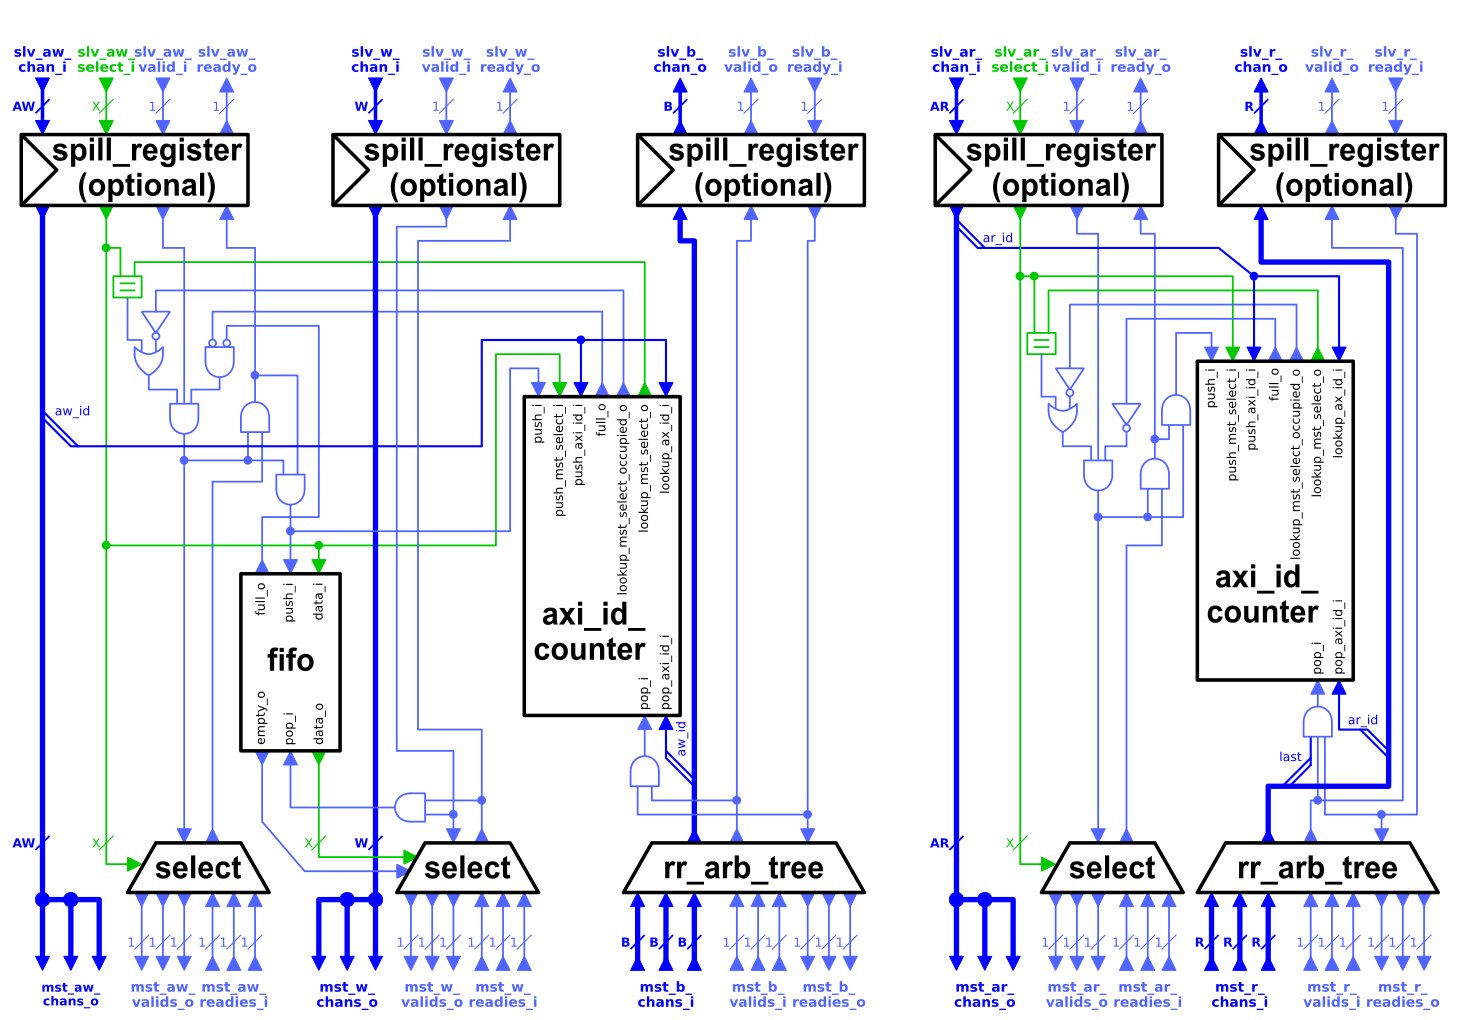 slv_aw_
chan_i
slv_aw_
select_i
slv_aw_
valid_i
slv_aw_
ready_o
slv_w_
chan_i
slv_w_
valid_i
slv_w_
ready_o
slv_b_
chan_o
slv_b_
valid_o
slv_b_
ready_i
slv_ar_
chan_i
slv_ar_
select_i
slv_ar_
valid_i
slv_ar_
ready_o
slv_r_
chan_o
slv_r_
valid_o
slv_r_
ready_i
AW
X
1
1
W
1
1
B
1
1
AR
X
1
1
R
1
1
spill_register
(optional)
spill_register
(optional)
spill_register
(optional)
spill_register
(optional)
spill_register
(optional)
ar_id
aw_id
push_i
push_mst_select_i
push_axi_id_i
full_o
lookup_mst_select_occupied_o
lookup_mst_select_o
lookup_ax_id_i
axi_id_
counter
pop_i
pop_axi_id_i
aw_id
push_i
push_mst_select_i
push_axi_id_i
full_o
lookup_mst_select_occupied_o
lookup_mst_select_o
lookup_ax_id_i
axi_id_
counter
pop_i
pop_axi_id_i
ar_id
last
full_o
push_i
data_i
fifo
empty_o
pop_i
data_o
AW
X
X
W
AR
X
select
select
rr_arb_tree
select
rr_arb_tree
1
1
1
1
1
1
1
1
1
1
1
1
B
B
B
1
1
1
1
1
1
1
1
1
1
1
1
R
R
R
1
1
1
1
1
1
mst_aw_
chans_o
mst_aw_
valids_o
mst_aw_
readies_i
mst_w_
chans_o
mst_w_
valids_o
mst_w_
readies_i
mst_b_
chans_i
mst_b_
valids_i
mst_b_
readies_o
mst_ar_
chans_o
mst_ar_
valids_o
mst_ar_
readies_i
mst_r_
chans_i
mst_r_
valids_i
mst_r_
readies_o